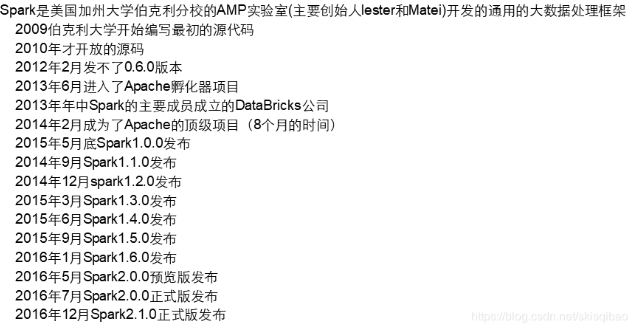 Spark是美国加州大学伯克利分校的AMP实验室(主要创始人lester和Matei)开发的通用的大数据处理框架
2009伯克利大学开始编写最初的源代码
2010年才开放的源码
2012年2月发不了0.6.0版本
2013年6月进入了Apache孵化器项目
2013年年中Spark的主要成员成立的DataBricks公司
2014年2月成为了Apache的顶级项目（8个月的时间）
2015年5月底Spark1.0.0发布
2014年9月Spark1.1.0发布
2014年12月spark1.2.0发布
2015年3月Spark1.3.0发布
2015年6月Spark1.4.0发布
2015年9月Spark1.5.0发布
2016年1月Spark1.6.0发布
2016年5月Spark2.0.0预览版发布
2016年7月Spark2.0.0正式版发布
2016年12月Spark2.1.0正式版发布
https://blog.csdn.net/skisqibao